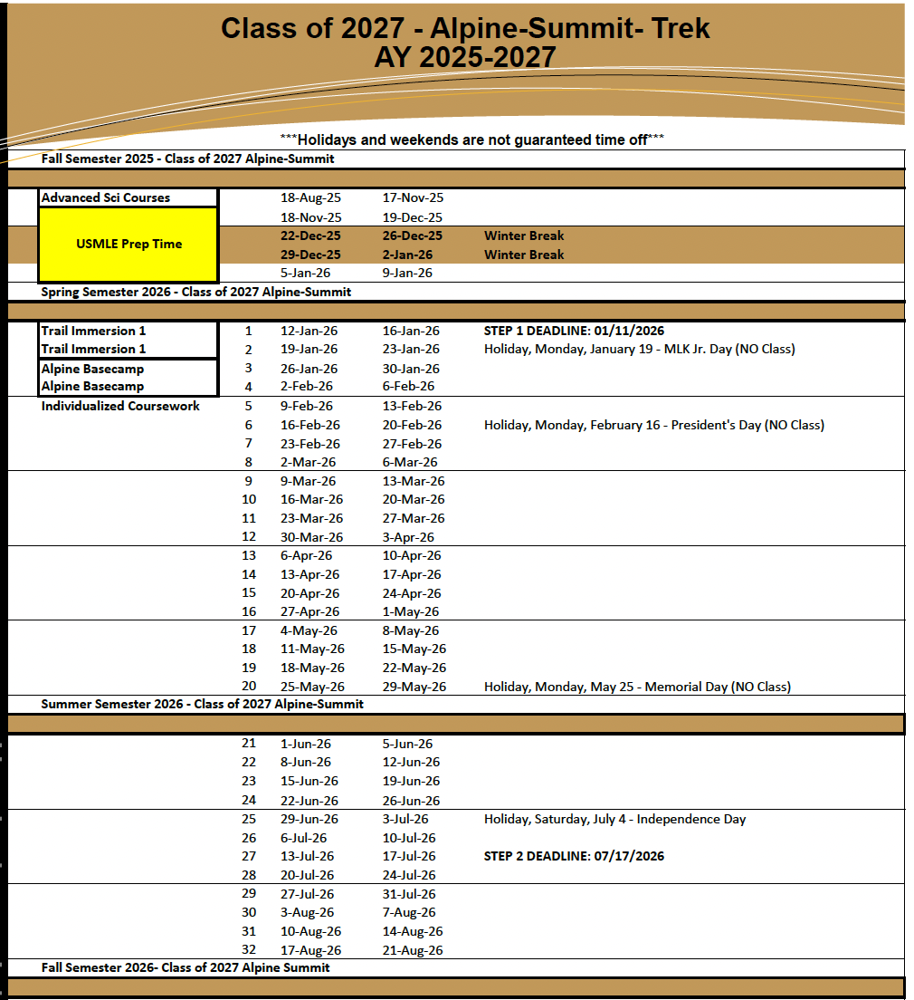 Class of 2027 - Alpine-Summit- Trek
AY 2025-2027
***Holidays and weekends are not guaranteed time off***
Fall Semester 2025 - Class of 2027 Alpine-Summit
Advanced Sci Courses 18-Aug-25 17-Nov-25
18-Nov-25 19-Dec-25
USMLE Prep Time
22-Dec-25 26-Dec-25 Winter Break
29-Dec-25 2-Jan-26 Winter Break
5-Jan-26 9-Jan-26
Spring Semester 2026 - Class of 2027 Alpine-Summit
Trail Immersion 1 1 12-Jan-26 16-Jan-26 STEP 1 DEADLINE: 01/11/2026
Trail Immersion 1 2 19-Jan-26 23-Jan-26 Holiday, Monday, January 19 - MLK Jr. Day (NO Class)
Alpine Basecamp 3 26-Jan-26 30-Jan-26
Alpine Basecamp 4 2-Feb-26 6-Feb-26
Individualized Coursework 5 9-Feb-26 13-Feb-26
6 16-Feb-26 20-Feb-26 Holiday, Monday, February 16 - President's Day (NO Class)
7 23-Feb-26 27-Feb-26
8 2-Mar-26 6-Mar-26
9 9-Mar-26 13-Mar-26
10 16-Mar-26 20-Mar-26
11 23-Mar-26 27-Mar-26
12 30-Mar-26 3-Apr-26
13 6-Apr-26 10-Apr-26
14 13-Apr-26 17-Apr-26
15 20-Apr-26 24-Apr-26
16 27-Apr-26 1-May-26
17 4-May-26 8-May-26
18 11-May-26 15-May-26
19 18-May-26 22-May-26
20 25-May-26 29-May-26 Holiday, Monday, May 25 - Memorial Day (NO Class)
Summer Semester 2026 - Class of 2027 Alpine-Summit
21 1-Jun-26 5-Jun-26
22 8-Jun-26 12-Jun-26
23 15-Jun-26 19-Jun-26
24 22-Jun-26 26-Jun-26
25 29-Jun-26 3-Jul-26 Holiday, Saturday, July 4 - Independence Day
26 6-Jul-26 10-Jul-26
27 13-Jul-26 17-Jul-26 STEP 2 DEADLINE: 07/17/2026
28 20-Jul-26 24-Jul-26
29 27-Jul-26 31-Jul-26
30 3-Aug-26 7-Aug-26
31 10-Aug-26 14-Aug-26
32 17-Aug-26 21-Aug-26
Fall Semester 2026- Class of 2027 Alpine Summit